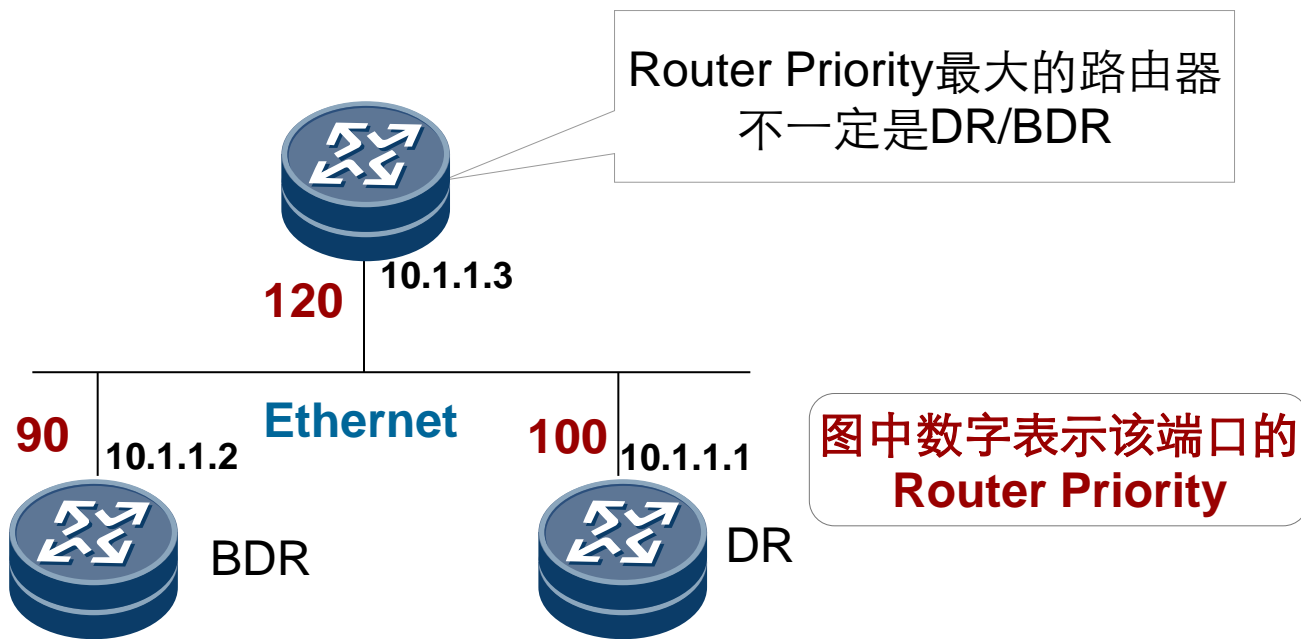 Router Priority最大的路由器
不一定是DR/BDR
10.1.1.3
120
90
10.1.1.2
Ethernet
100
10.1.1.1
图中数字表示该端口的
Router Priority
BDR
DR